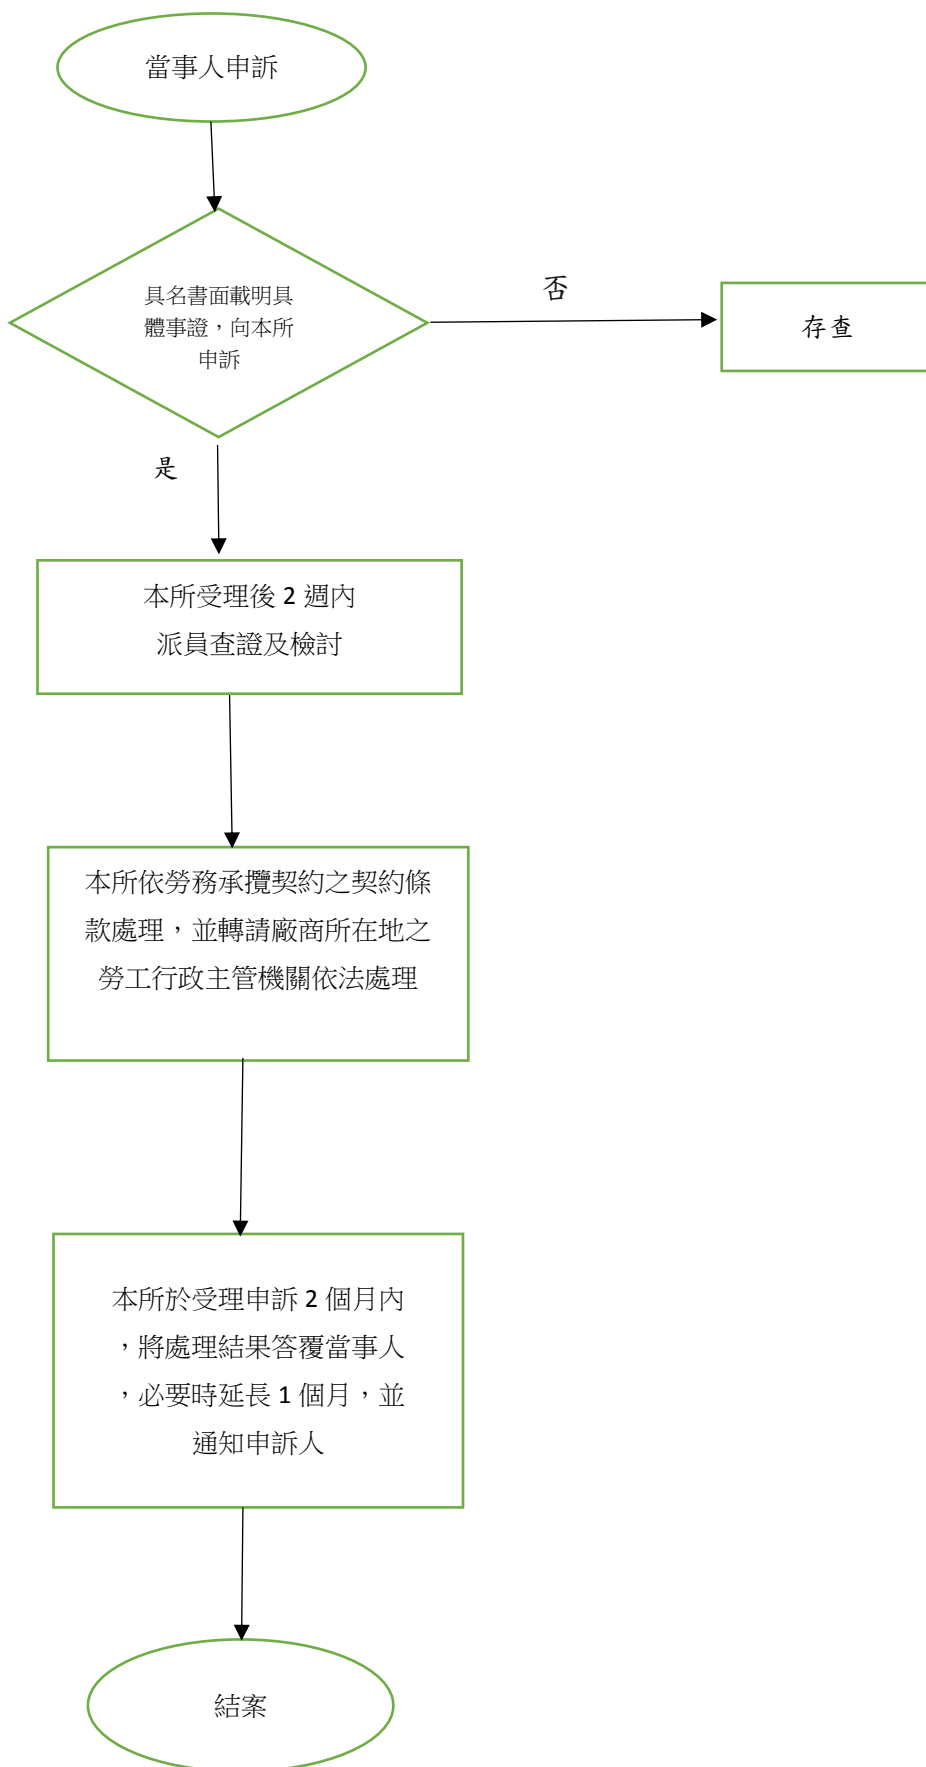 當事人申訴
具名書面載明具
體事證，向本所
申訴
否
存查
是
本所受理後 2 週內
派員查證及檢討
本所依勞務承攬契約之契約條
款處理，並轉請廠商所在地之
勞工行政主管機關依法處理
本所於受理申訴 2 個月內
，將處理結果答覆當事人
，必要時延長 1 個月，並
通知申訴人
結案